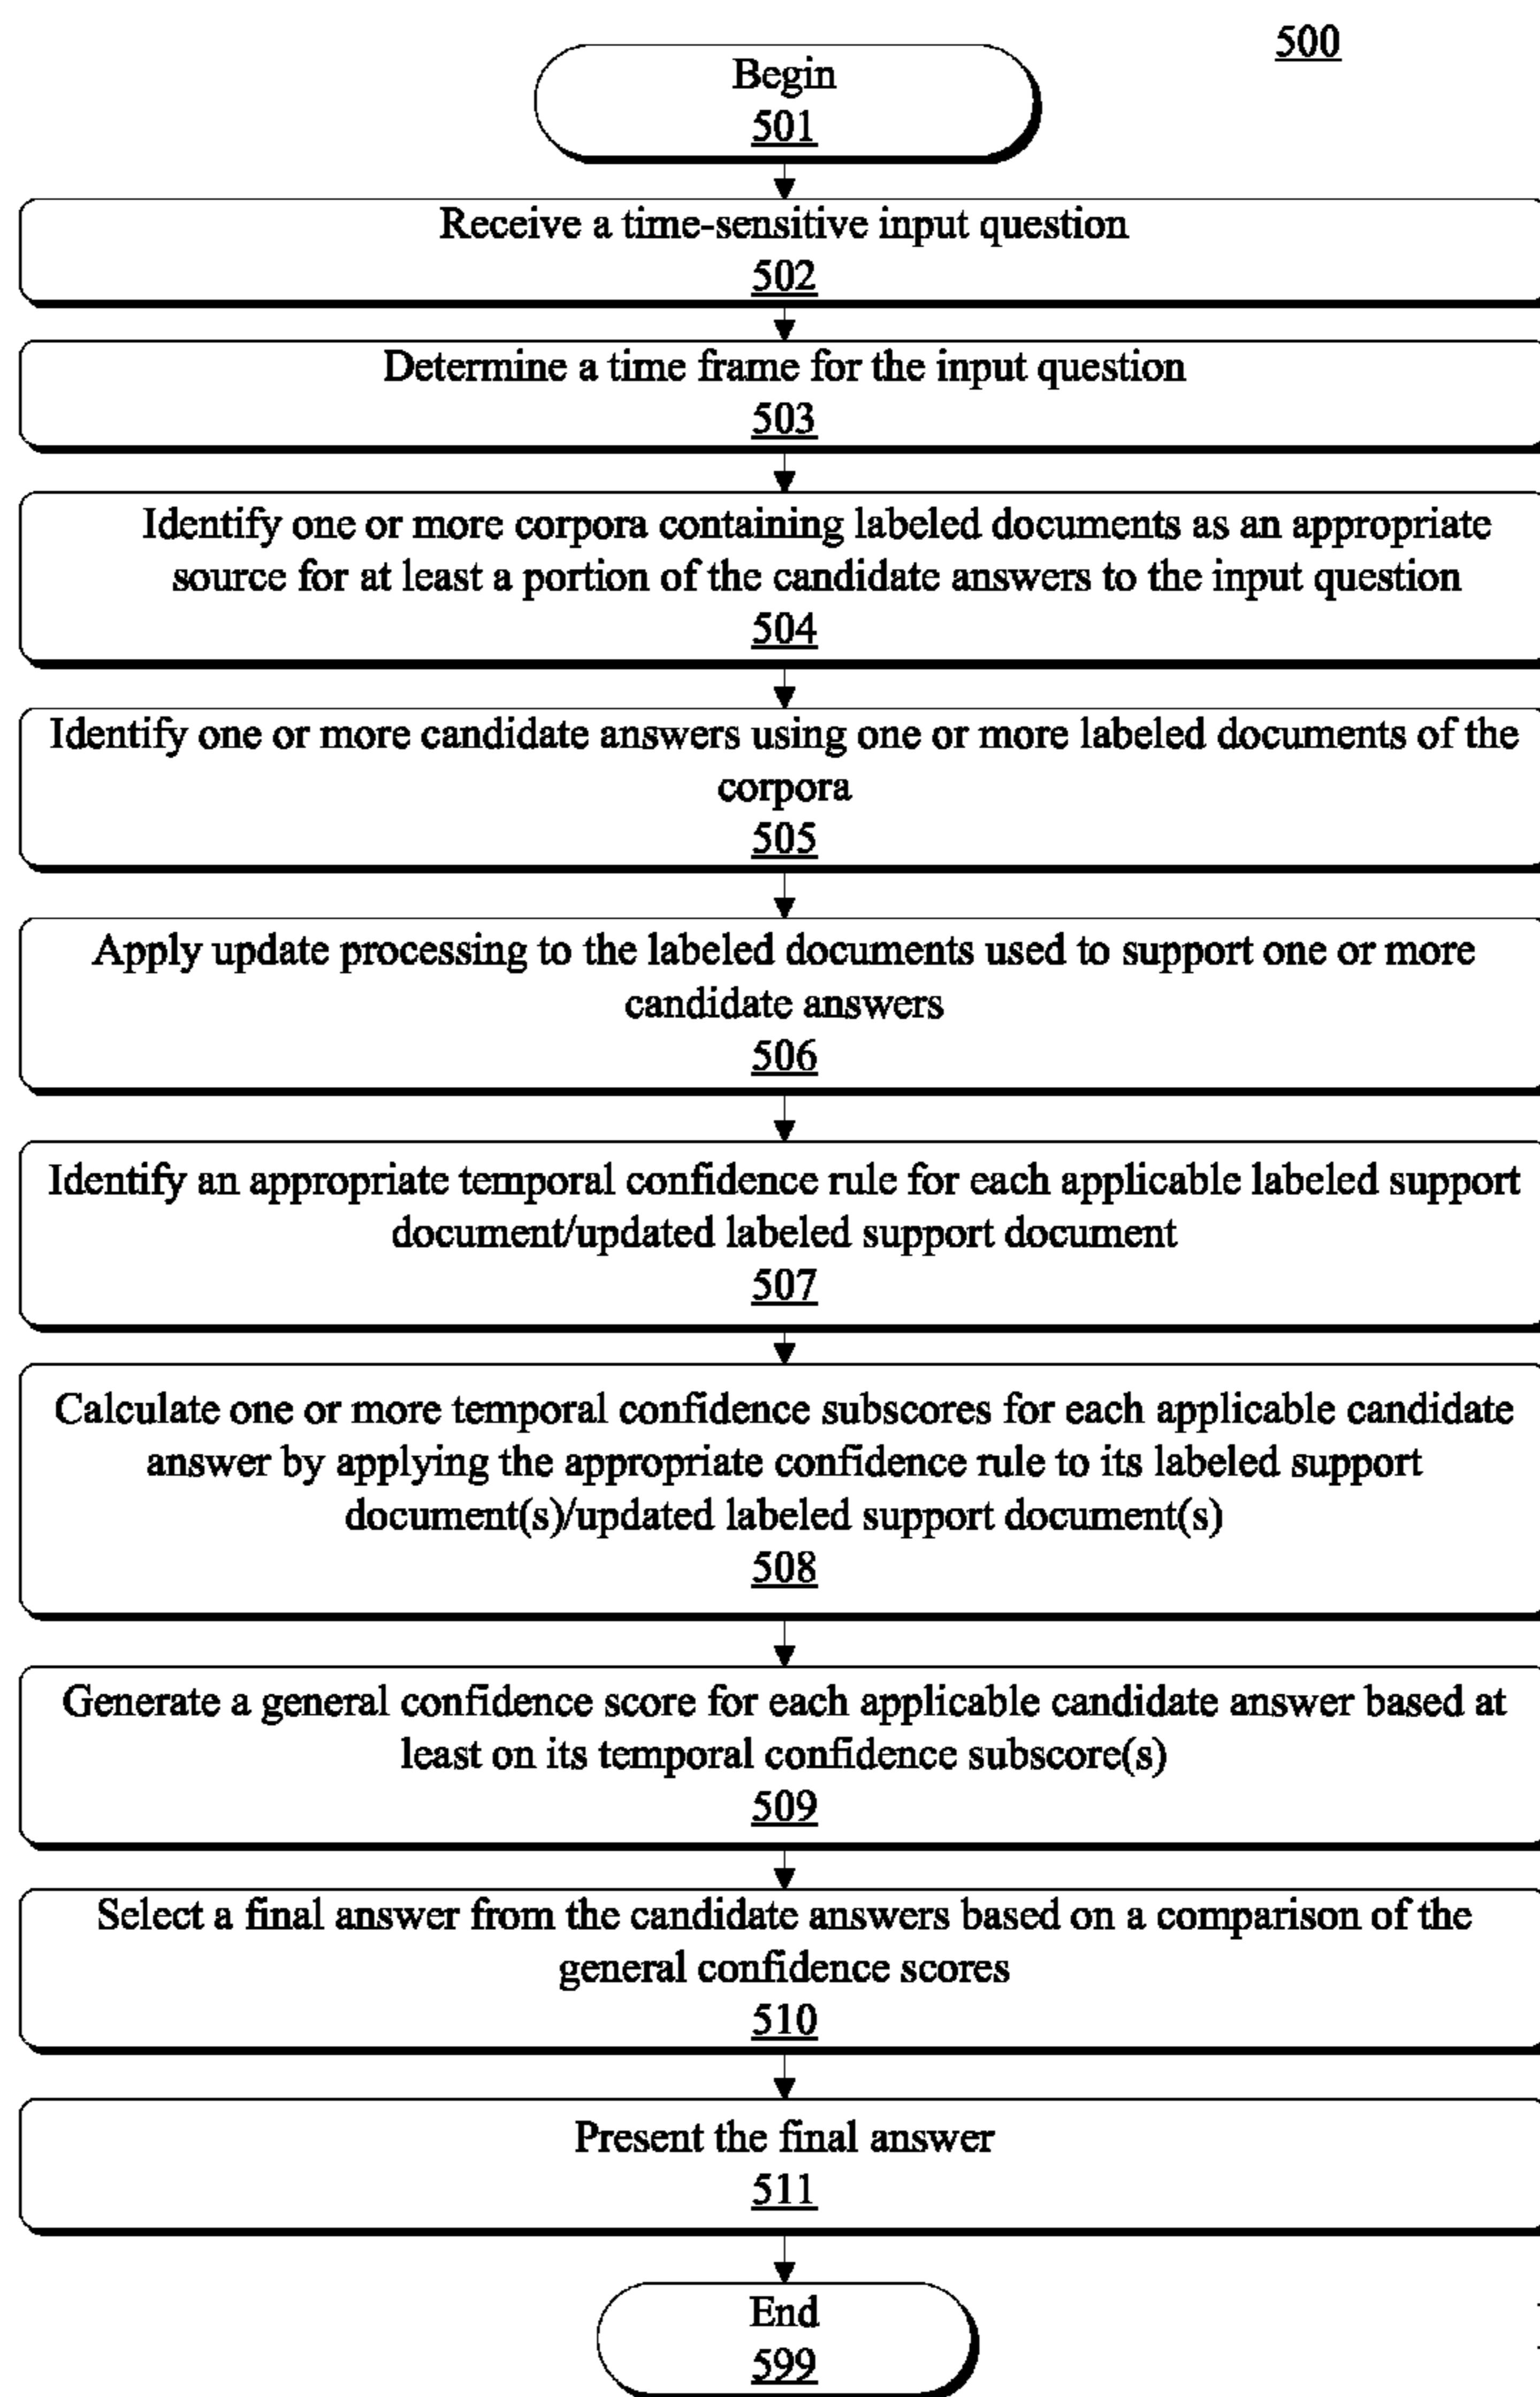 500
Begin
501
Receive a time-sensitive input question
502
Determine a time frame for the input question
503
Identify one or more corpora containing labeled documents as an appropriate
source for at least a portion of the candidate answers to the input question
504
Identify one or more candidate answers using one or more labeled documents of the
corpora
505
Apply update processing to the labeled documents used to support one or more
candidate answers
506
Identify an appropriate temporal confidence rule for each applicable labeled support
document/updated labeled support document
507
Calculate one or more temporal confidence subscores for each applicable candidate
answer by applying the appropriate confidence rule to its labeled support
document(s)/updated labeled support document(s)
508
Generate a general confidence score for each applicable candidate answer based at
least on its temporal confidence subscore(s)
509
Select a final answer from the candidate answers based on a comparison of the
general confidence scores
510
Present the final answer
511
End
599